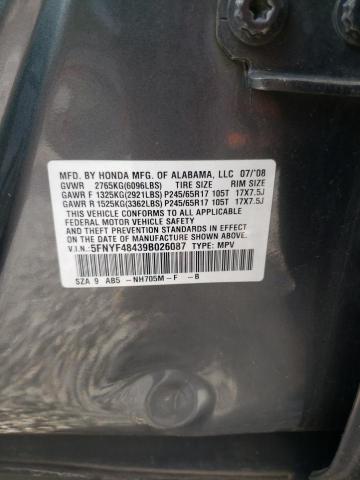 MFD. BY HONDA MFG. OF ALABAMA, LLC 07/'08
GVWR 2765KG(6096LBS) TIRE SIZE RIM SIZE
GAWR F 1325KG(2921LBS) P245/65R17 105T 17X7.5J
GAWR R 1525KG(3362LBS) P245/65R17 105T 17X7.5J
THIS VEHICLE CONFORMS TO ALL APPLICABLE
FEDERAL MOTOR VEHICLE SAFETY AND
THEFT PREVENTION STANDARDS IN EFFECT
ON THE DATE OF MANUFACTURE SHOWN ABOVE.
V.I.N.: 5FNYF48439B026087 TYPE: MPV
SZA 9 AB5 -NH705M-F -B